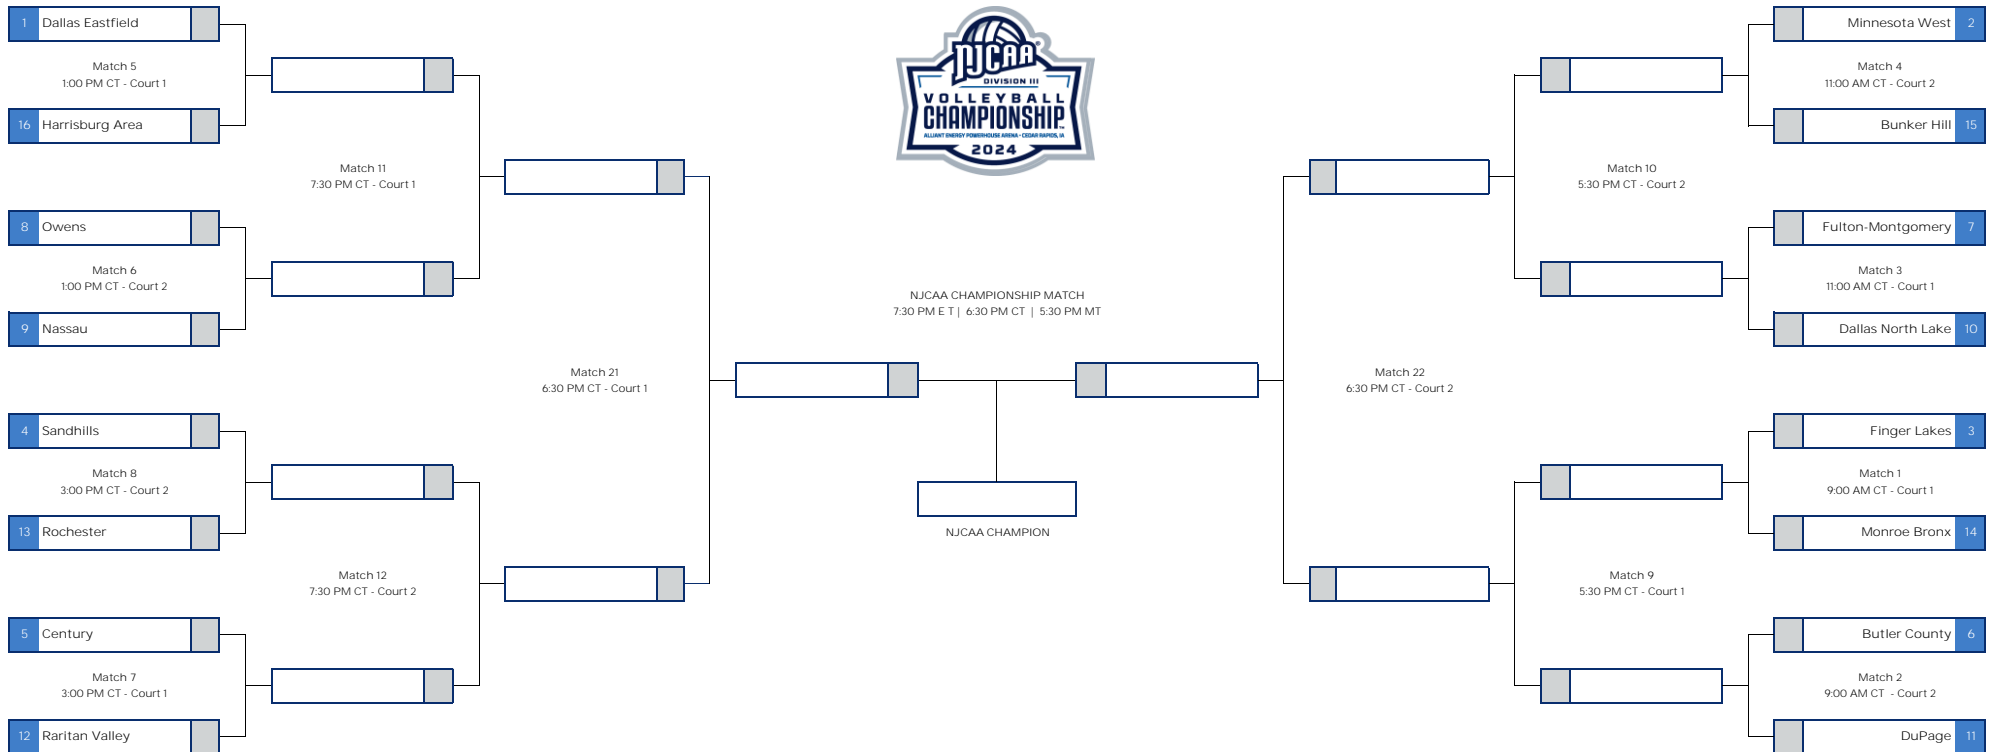 1 Dallas Eastfield
Match 5
1:00 PM CT - Court 1
16 Harrisburg Area
Match 11
7:30 PM CT - Court 1
8 Owens
Match 6
1:00 PM CT - Court 2
9 Nassau
Match 21
6:30 PM CT - Court 1
4 Sandhills
Match 8
3:00 PM CT - Court 2
13 Rochester
Match 12
7:30 PM CT - Court 2
5 Century
Match 7
3:00 PM CT - Court 1
12 Raritan Valley
NJCAA
DIVISION III
VOLLEYBALL
CHAMPIONSHIP
ALLIANT ENERGY POWERHOUSE ARENA • CEDAR RAPIDS, IA
2024
NJCAA CHAMPIONSHIP MATCH
7:30 PM E T | 6:30 PM CT | 5:30 PM MT
NJCAA CHAMPION
Minnesota West 2
Match 4
11:00 AM CT - Court 2
Bunker Hill 15
Match 10
5:30 PM CT - Court 2
Fulton-Montgomery 7
Match 3
11:00 AM CT - Court 1
Dallas North Lake 10
Match 22
6:30 PM CT - Court 2
Finger Lakes 3
Match 1
9:00 AM CT - Court 1
Monroe Bronx 14
Match 9
5:30 PM CT - Court 1
Butler County 6
Match 2
9:00 AM CT - Court 2
DuPage 11